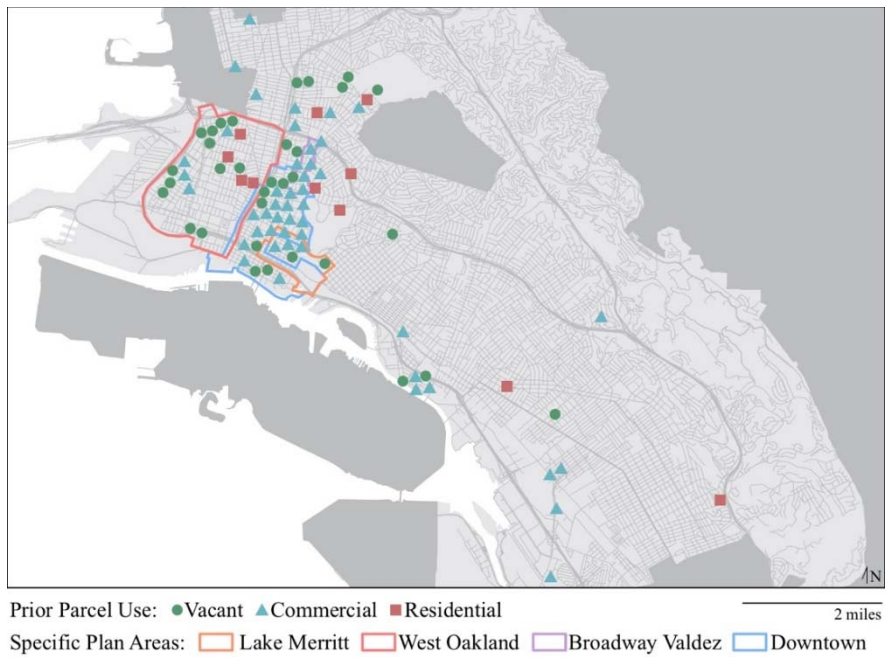 N
2 miles
Prior Parcel Use: Vacant Commercial Residential
Specific Plan Areas: Lake Merritt West Oakland Broadway Valdez Downtown